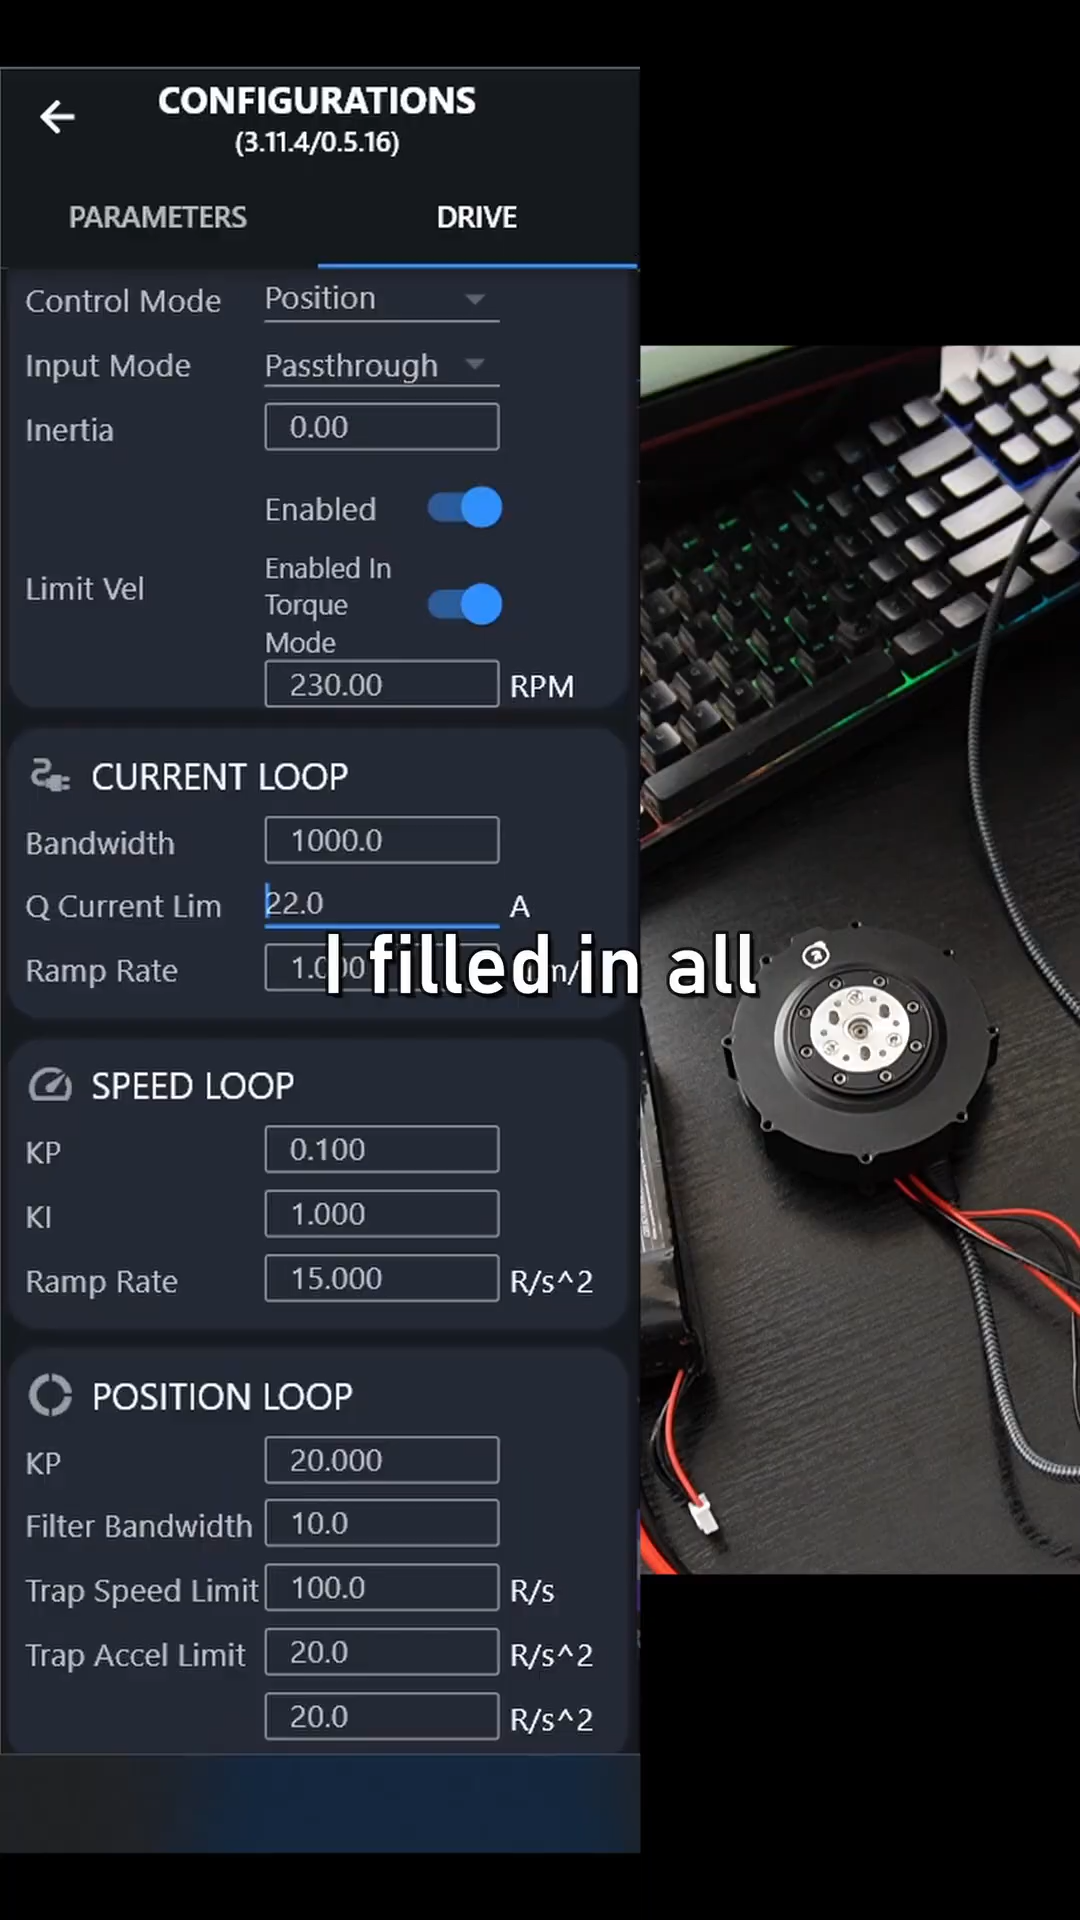 CONFIGURATIONS
(3.11.4/0.5.16)
PARAMETERS DRIVE
Control Mode Position
Input Mode Passthrough
Inertia 0.00
Enabled
Limit Vel
Enabled In
Torque
Mode
230.00 RPM
CURRENT LOOP
Bandwidth 1000.0
Q Current Lim 22.0 A
I filled in all
Ramp Rate
SPEED LOOP
KP 0.100
KI 1.000
Ramp Rate 15.000 R/s^2
POSITION LOOP
KP 20.000
Filter Bandwidth 10.0
Trap Speed Limit 100.0 R/s
Trap Accel Limit 20.0 R/s^2
20.0 R/s^2